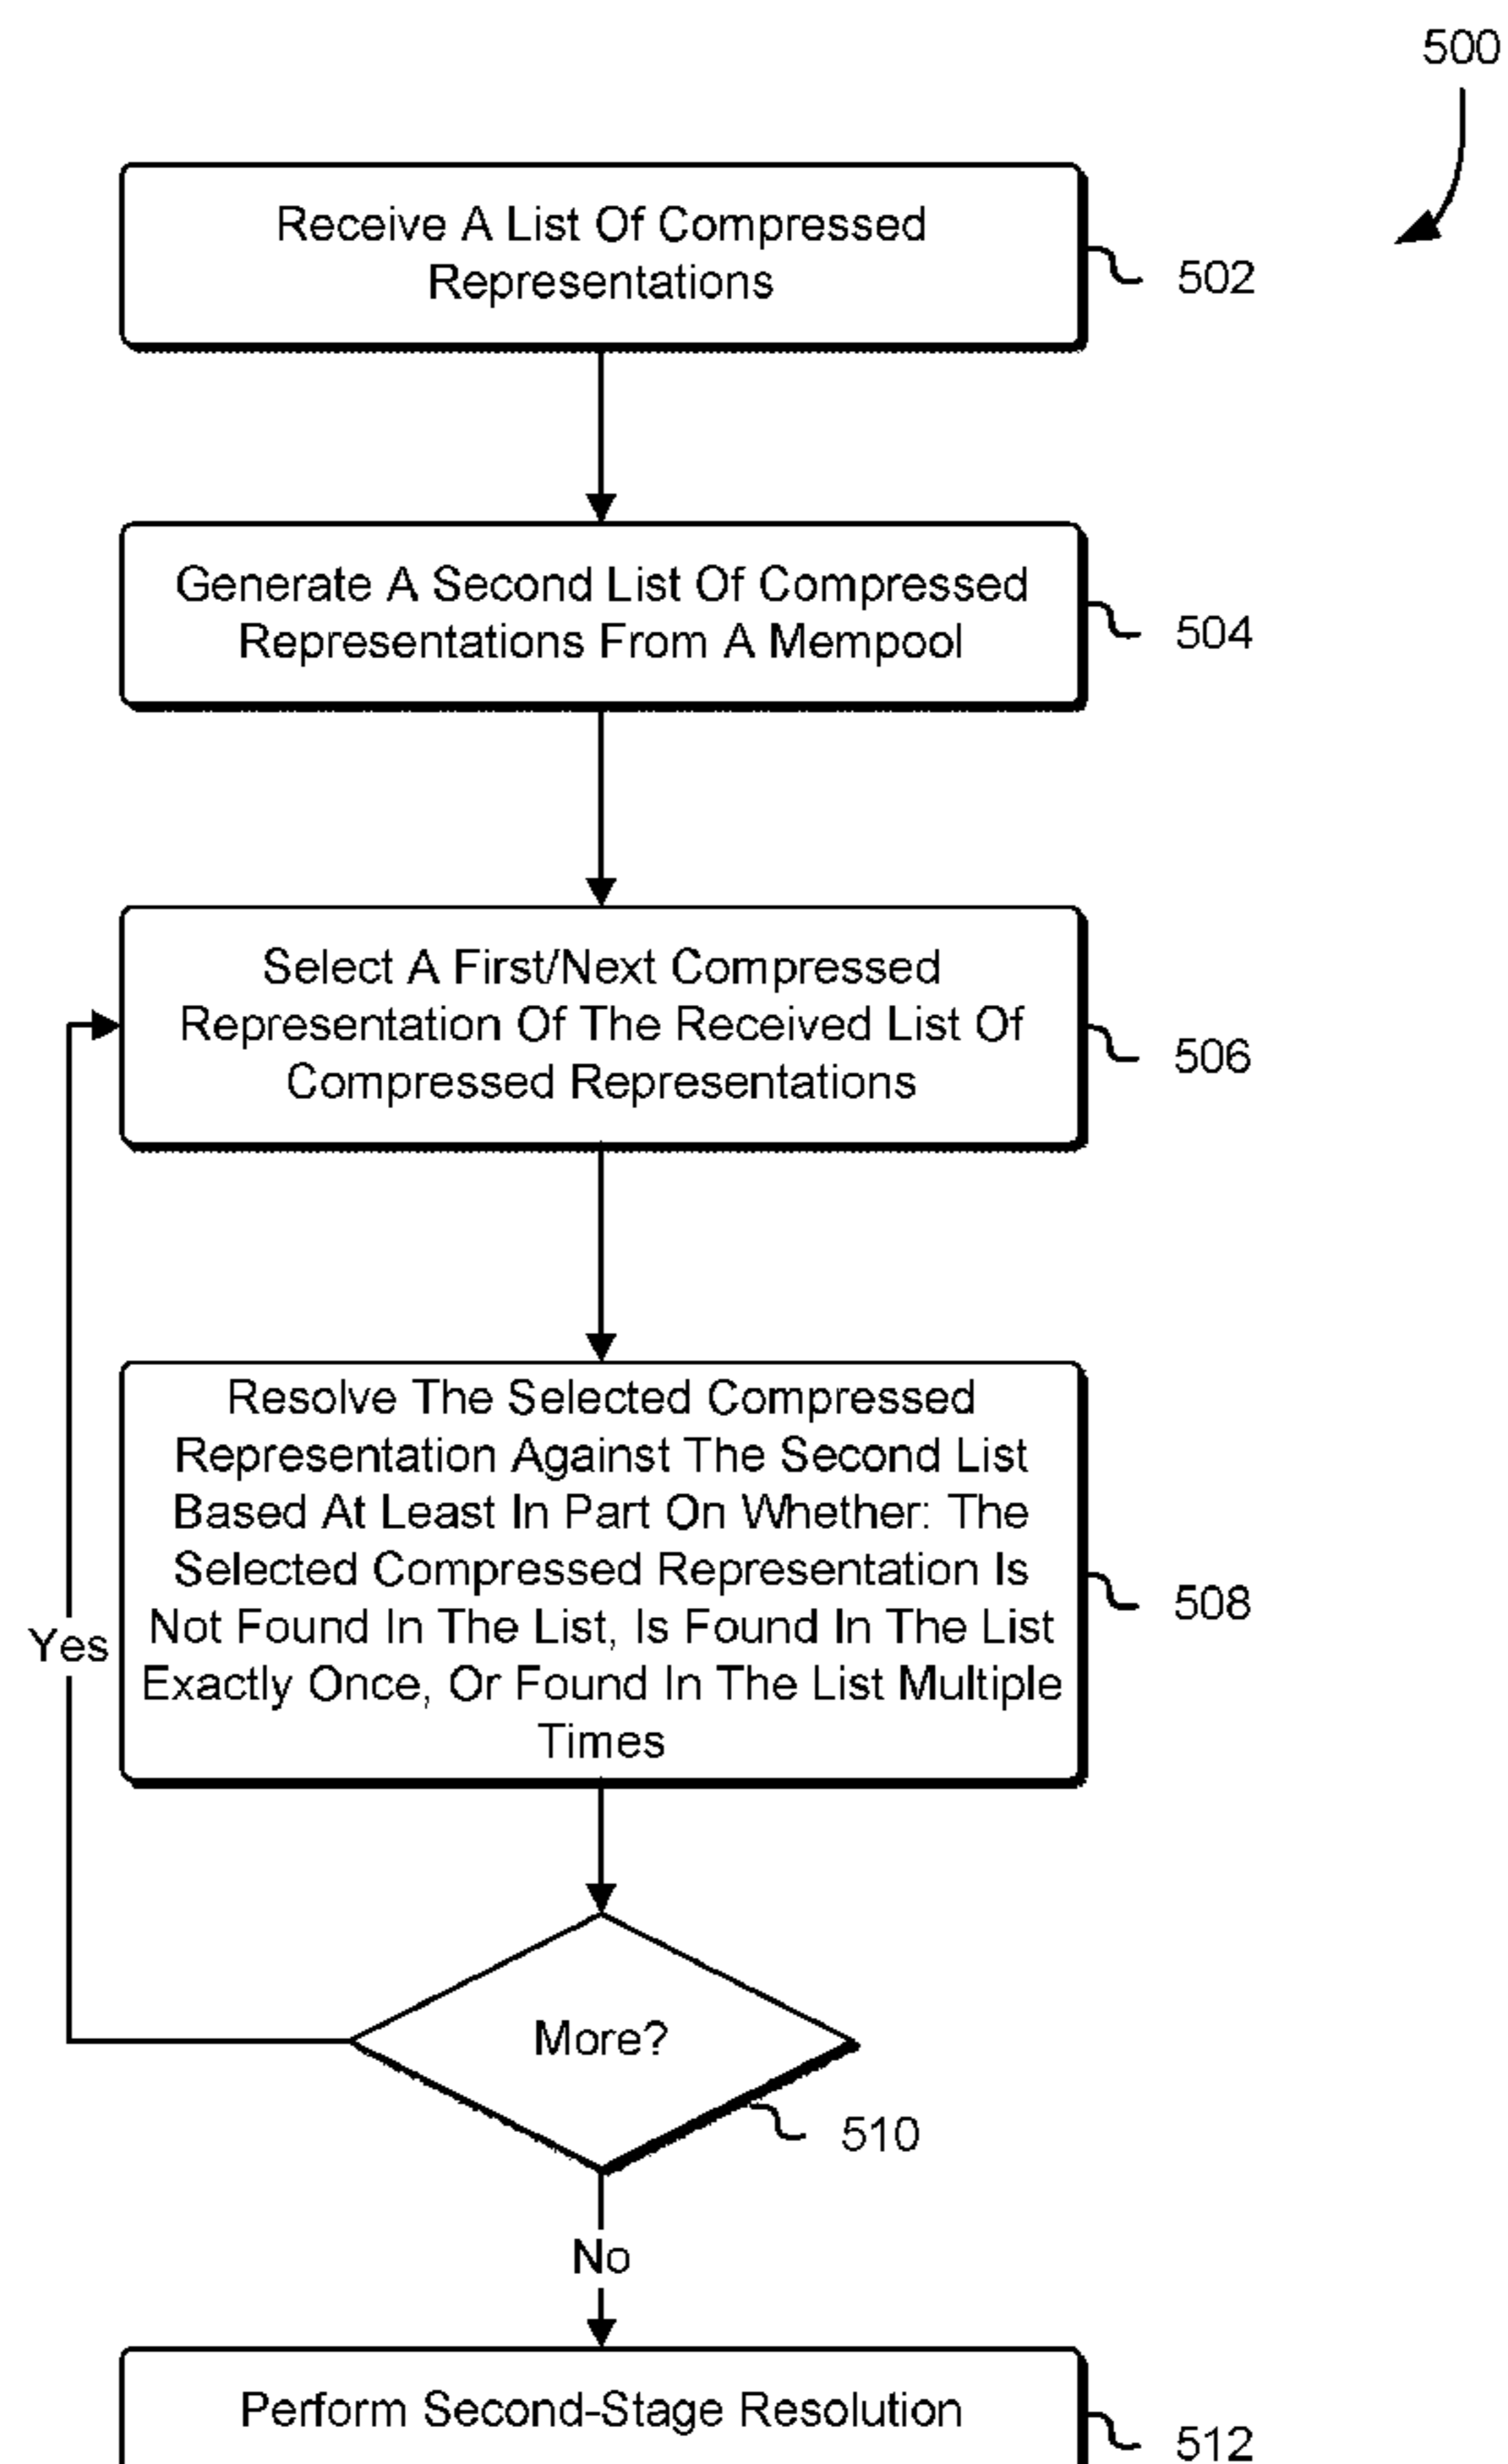 500
Receive A List Of Compressed
Representations
502
Generate A Second List Of Compressed
Representations From A Mempool
504
Select A First/Next Compressed
Representation Of The Received List Of
Compressed Representations
506
Resolve The Selected Compressed
Representation Against The Second List
Based At Least In Part On Whether: The
Selected Compressed Representation Is
Not Found In The List, Is Found In The List
Exactly Once, Or Found In The List Multiple
Times
508
Yes
More?
510
No
Perform Second-Stage Resolution
512